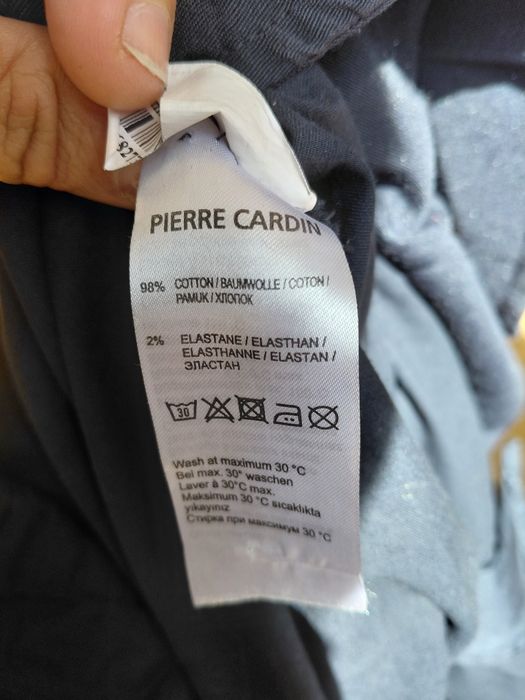 PIERRE CARDIN
98% COTTON / BAUMWOLLE / COTON /
PAMUK / ХЛОПОК
2% ELASTANE / ELASTHAN /
ELASTHANNE / ELASTAN /
ЭЛАСТАН
30
Wash at maximum 30 °C
Bei max. 30° waschen
Laver à 30°C max.
Maksimum 30 °C sıcaklıkta
yıkayınız
Стирка при максимум 30 °C